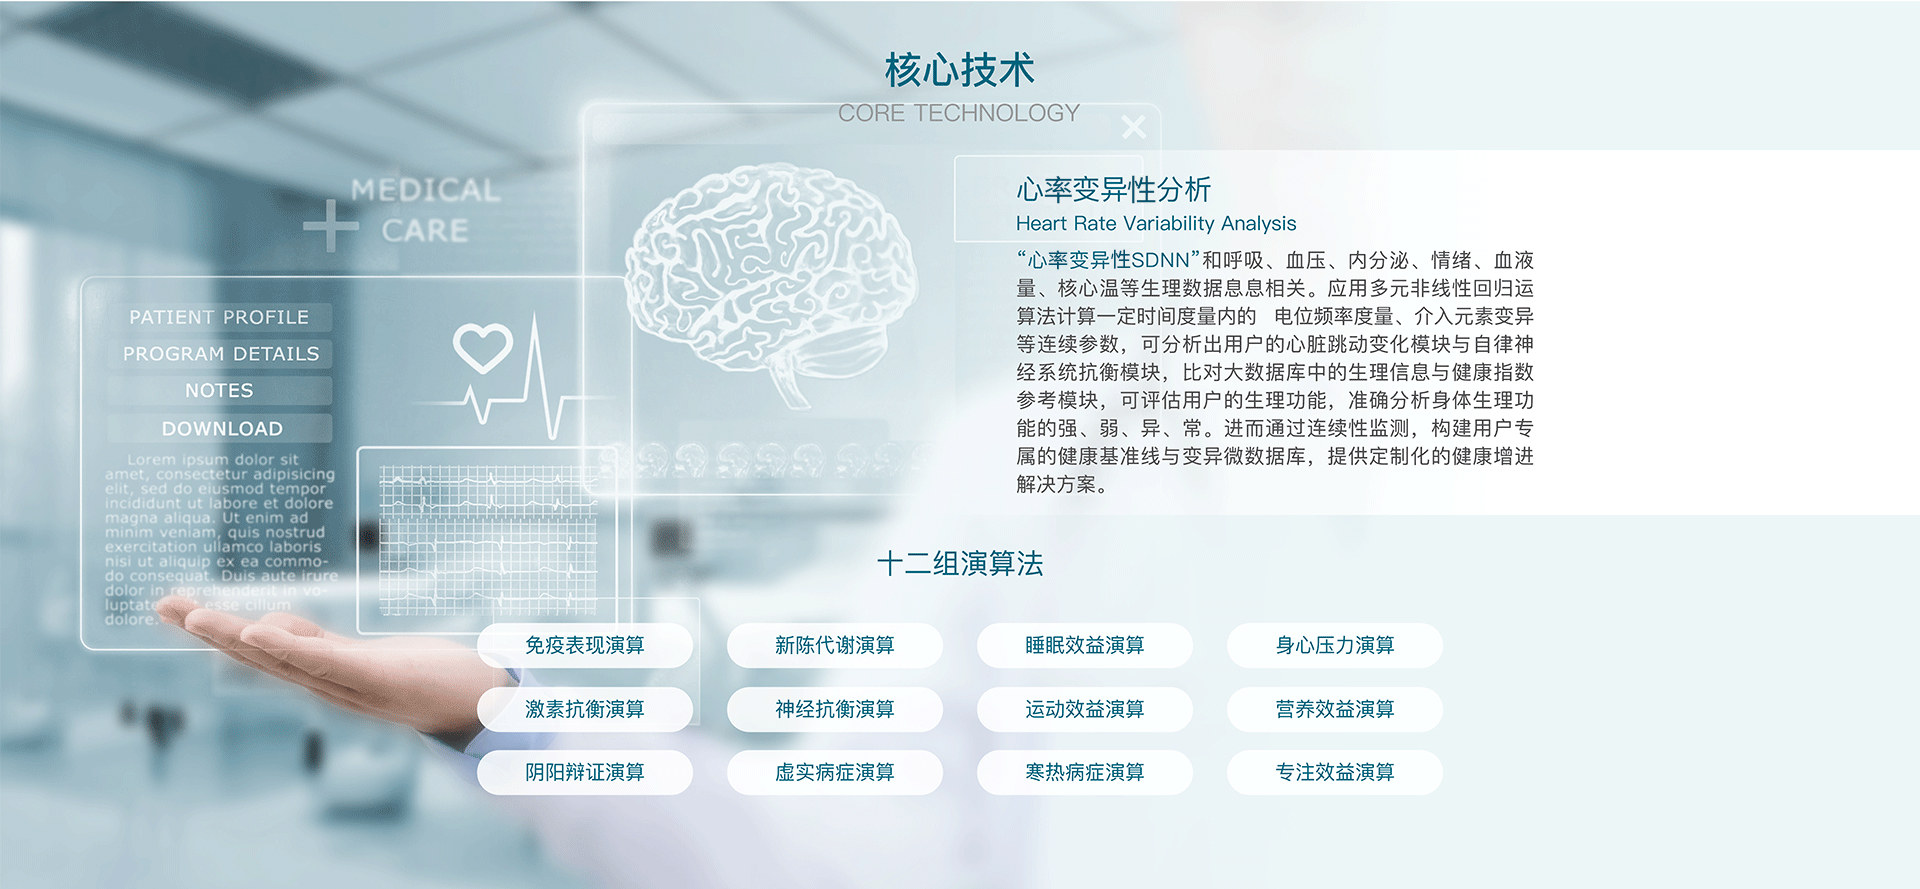 核心技术
CORE TECHNOLOGY
MEDICAL
CARE
PATIENT PROFILE
PROGRAM DETAILS
NOTES
DOWNLOAD
Lorem ipsum dolor sit
amet, consectetur adipisicing
elit, sed do eiusmod tempor
incididunt ut labore et dolore
magna aliqua. Ut enim ad
minim veniam, quis nostrud
exercitation ullamco laboris
nisi ut aliquip ex ea commo-
do consequat. Duis aute irure
dolor in reprehenderit in vo-
luptate esse cillum
dolore.
心率变异性分析
Heart Rate Variability Analysis
“心率变异性SDNN”和呼吸、血压、内分泌、情绪、血液
量、核心温等生理数据息息相关。应用多元非线性回归运
算法计算一定时间度量内的 电位频率度量、介入元素变异
等连续参数，可分析出用户的心脏跳动变化模块与自律神
经系统抗衡模块，比对大数据库中的生理信息与健康指数
参考模块，可评估用户的生理功能，准确分析身体生理功
能的强、弱、异、常。进而通过连续性监测，构建用户专
属的健康基准线与变异微数据库，提供定制化的健康增进
解决方案。
十二组演算法
免疫表现演算
新陈代谢演算
睡眠效益演算
身心压力演算
激素抗衡演算
神经抗衡演算
运动效益演算
营养效益演算
阴阳辩证演算
虚实病症演算
寒热病症演算
专注效益演算